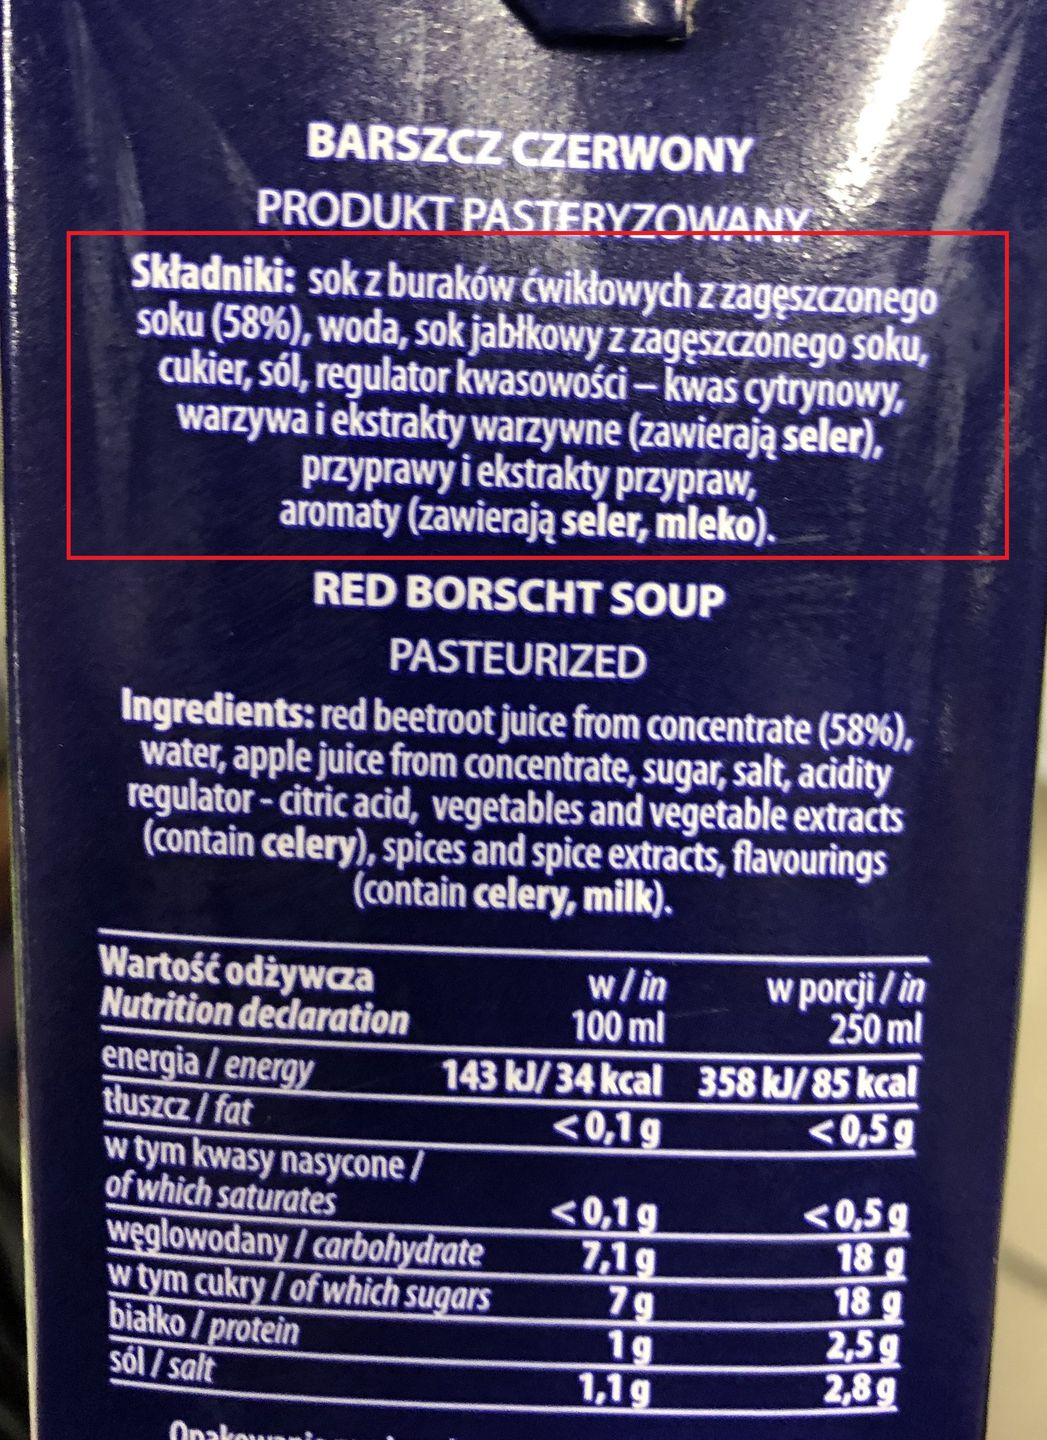 BARSZCZ CZERWONY
PRODUKT PASTERYZOWANY
Składniki: sok z buraków ćwikłowych z zagęszczonego
soku (58%), woda, sok jabłkowy z zagęszczonego soku,
cukier, sól, regulator kwasowości – kwas cytrynowy,
warzywa i ekstrakty warzywne (zawierają seler),
przyprawy i ekstrakty przypraw,
aromaty (zawierają seler, mleko).
RED BORSCHT SOUP
PASTEURIZED
Ingredients: red beetroot juice from concentrate (58%),
water, apple juice from concentrate, sugar, salt, acidity
regulator - citric acid, vegetables and vegetable extracts
(contain celery), spices and spice extracts, flavourings
(contain celery, milk).
Wartość odżywcza
Nutrition declaration
w / in 100 ml
w porcji / in 250 ml
energia / energy 143 kJ/ 34 kcal 358 kJ/ 85 kcal
tłuszcz / fat <0,1 g <0,5 g
w tym kwasy nasycone /
of which saturates <0,1 g <0,5 g
węglowodany / carbohydrate 7,1 g 18 g
w tym cukry / of which sugars 7 g 18 g
białko / protein 1 g 2,5 g
sól / salt 1,1 g 2,8 g